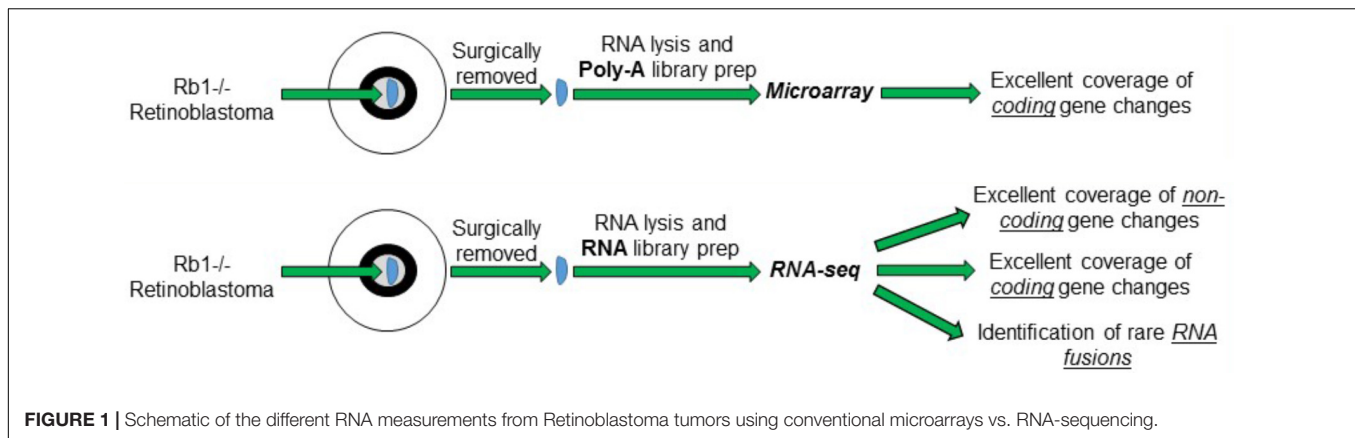 Rb1-/-
Retinoblastoma
Surgically
removed
RNA lysis and
Poly-A library prep
Microarray
Excellent coverage of
coding gene changes
Rb1-/-
Retinoblastoma
Surgically
removed
RNA lysis and
RNA library prep
RNA-seq
Excellent coverage of non-
coding gene changes
Excellent coverage of
coding gene changes
Identification of rare RNA
fusions
FIGURE 1 | Schematic of the different RNA measurements from Retinoblastoma tumors using conventional microarrays vs. RNA-sequencing.